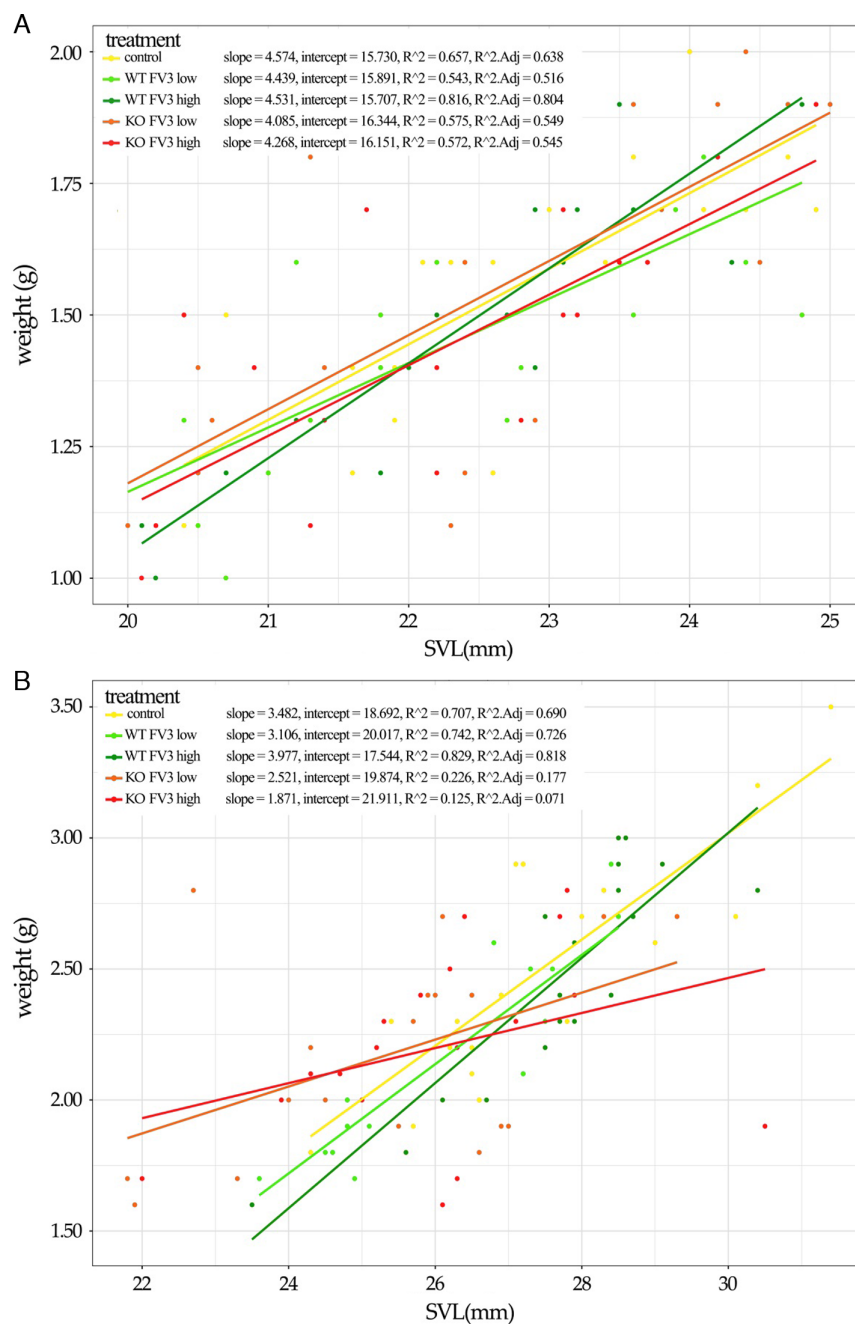 A
treatment
control slope = 4.574, intercept = 15.730, R^2 = 0.657, R^2.Adj = 0.638
WT FV3 low slope = 4.439, intercept = 15.891, R^2 = 0.543, R^2.Adj = 0.516
WT FV3 high slope = 4.531, intercept = 15.707, R^2 = 0.816, R^2.Adj = 0.804
KO FV3 low slope = 4.085, intercept = 16.344, R^2 = 0.575, R^2.Adj = 0.549
KO FV3 high slope = 4.268, intercept = 16.151, R^2 = 0.572, R^2.Adj = 0.545
2.00
1.75
1.50
1.25
1.00
weight (g)
20 21 22 23 24 25
SVL(mm)
B
treatment
control slope = 3.482, intercept = 18.692, R^2 = 0.707, R^2.Adj = 0.690
WT FV3 low slope = 3.106, intercept = 20.017, R^2 = 0.742, R^2.Adj = 0.726
WT FV3 high slope = 3.977, intercept = 17.544, R^2 = 0.829, R^2.Adj = 0.818
KO FV3 low slope = 2.521, intercept = 19.874, R^2 = 0.226, R^2.Adj = 0.177
KO FV3 high slope = 1.871, intercept = 21.911, R^2 = 0.125, R^2.Adj = 0.071
3.50
3.00
2.50
2.00
1.50
weight (g)
22 24 26 28 30
SVL(mm)